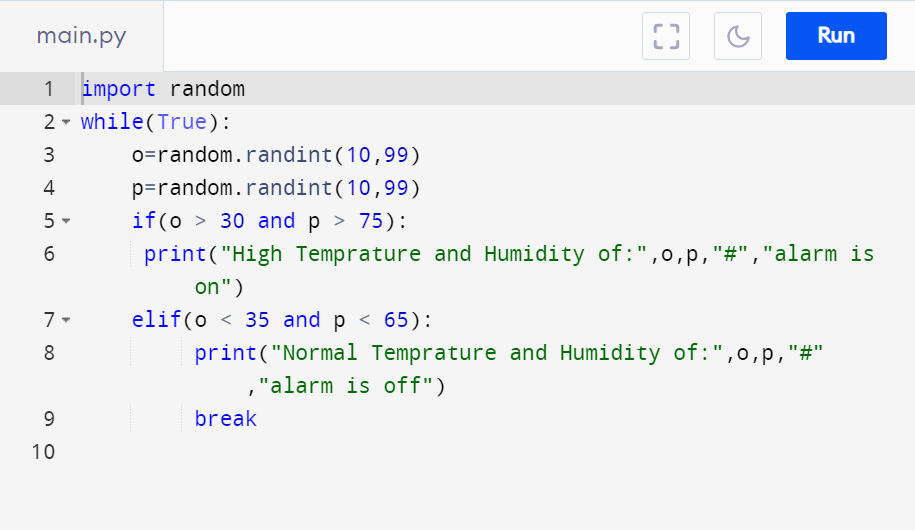 main.py
Run
1 import random
2 while(True):
3     o=random.randint(10,99)
4     p=random.randint(10,99)
5     if(o > 30 and p > 75):
6      print("High Temprature and Humidity of:",o,p,"#","alarm is
         on")
7     elif(o < 35 and p < 65):
8          print("Normal Temprature and Humidity of:",o,p,"#"
             ,"alarm is off")
9          break
10